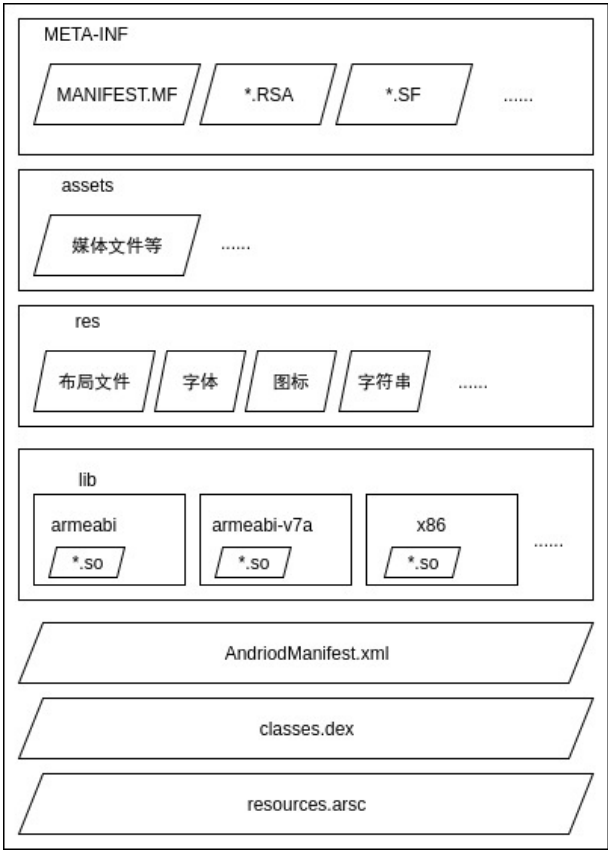 META-INF
MANIFEST.MF
*.RSA
*.SF
......
assets
媒体文件等
......
res
布局文件
字体
图标
字符串
......
lib
armeabi
armeabi-v7a
x86
*.so
*.so
*.so
......
AndriodManifest.xml
classes.dex
resources.arsc